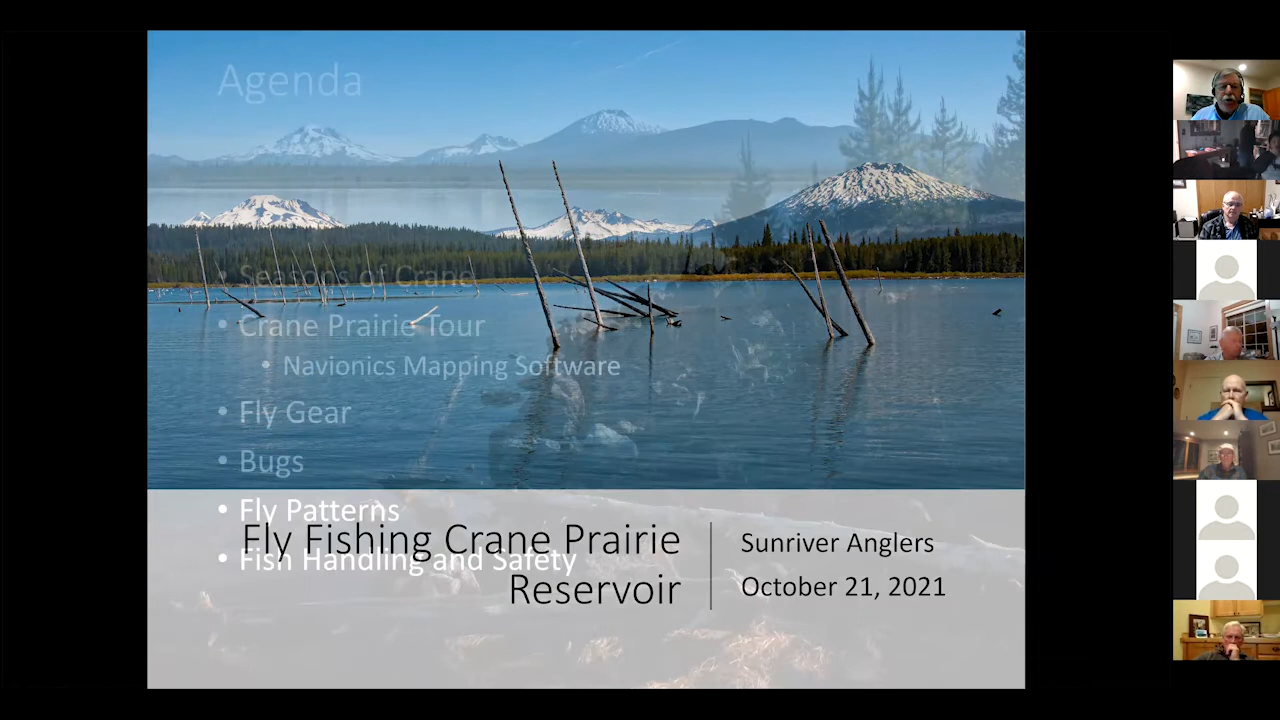 Agenda
• Seasons of Crane
• Crane Prairie Tour
• Navionics Mapping Software
• Fly Gear
• Bugs
• Fly Patterns
• Fish Handling and Safety
Fly Fishing Crane Prairie
Reservoir
Sunriver Anglers
October 21, 2021